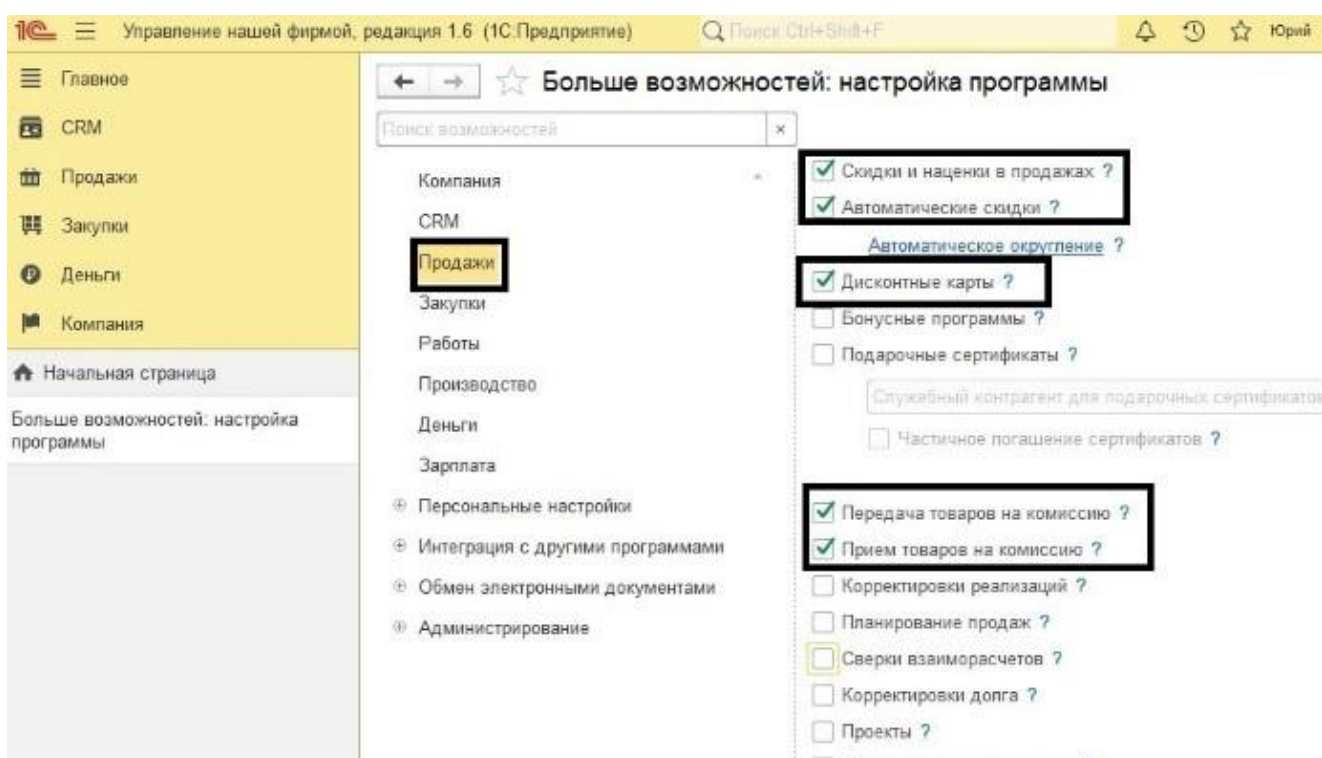 1С Управление нашей фирмой, редакция 1.6 (1С:Предприятие) Поиск Ctrl+Shift+F Юрий
Главное
CRM
Продажи
Закупки
Деньги
Компания
Начальная страница
Больше возможностей: настройка
программы
Больше возможностей: настройка программы
Поиск возможностей ×
Компания
CRM
Продажи
Закупки
Работы
Производство
Деньги
Зарплата
Персональные настройки
Интеграция с другими программами
Обмен электронными документами
Администрирование
Скидки и наценки в продажах ?
Автоматические скидки ?
Автоматическое округление ?
Дисконтные карты ?
Бонусные программы ?
Подарочные сертификаты ?
Служебный контрагент для подарочных сертификатов
Частичное погашение сертификатов ?
Передача товаров на комиссию ?
Прием товаров на комиссию ?
Корректировки реализаций ?
Планирование продаж ?
Сверки взаиморасчетов ?
Корректировки долга ?
Проекты ?